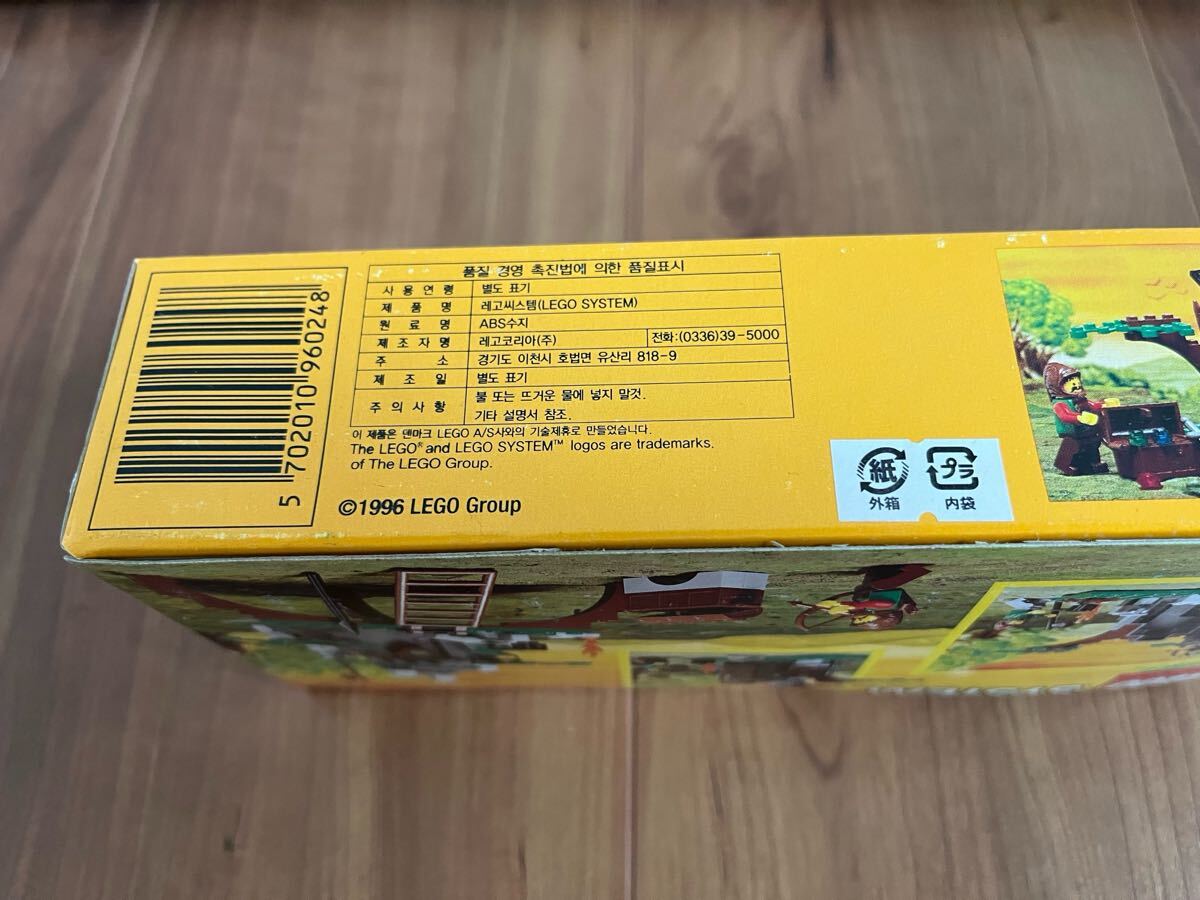 5 702010 960248
품질 경영 촉진법에 의한 품질표시
사용연령 별도 표기
제품명 레고씨스템(LEGO SYSTEM)
원료명 ABS수지
제조자명 레고코리아(주) 전화:(0336)39-5000
주소 경기도 이천시 호법면 유산리 818-9
제조일 별도 표기
주의사항 불 또는 뜨거운 물에 넣지 말것.
기타 설명서 참조.
이 제품은 덴마크 LEGO A/S사와의 기술제휴로 만들었습니다.
The LEGO® and LEGO SYSTEM™ logos are trademarks.
of The LEGO Group.
©1996 LEGO Group
紙 プラ
外箱 内袋